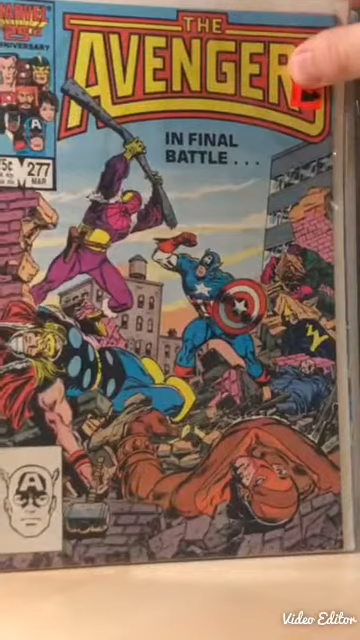 MARVEL
25TH
ANNIVERSARY
THE
AVENGER
IN FINAL
BATTLE...
75¢
277
MAR
Video Editor